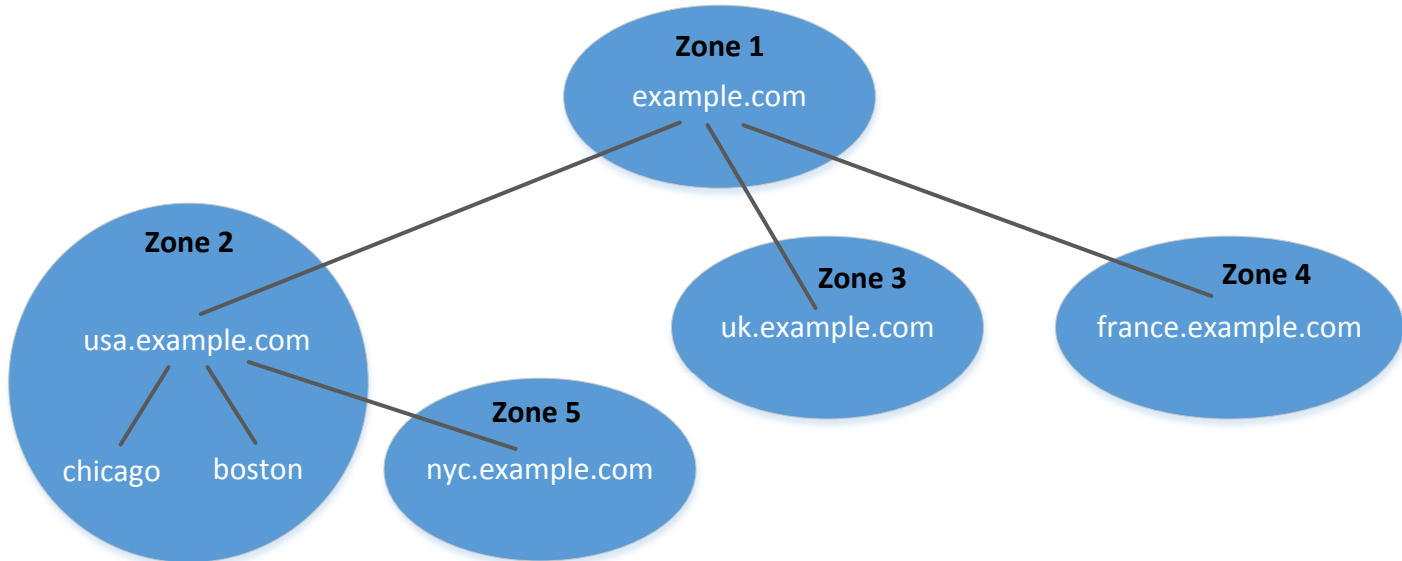 Zone 1
example.com
Zone 2
usa.example.com
chicago
boston
Zone 5
nyc.example.com
Zone 3
uk.example.com
Zone 4
france.example.com